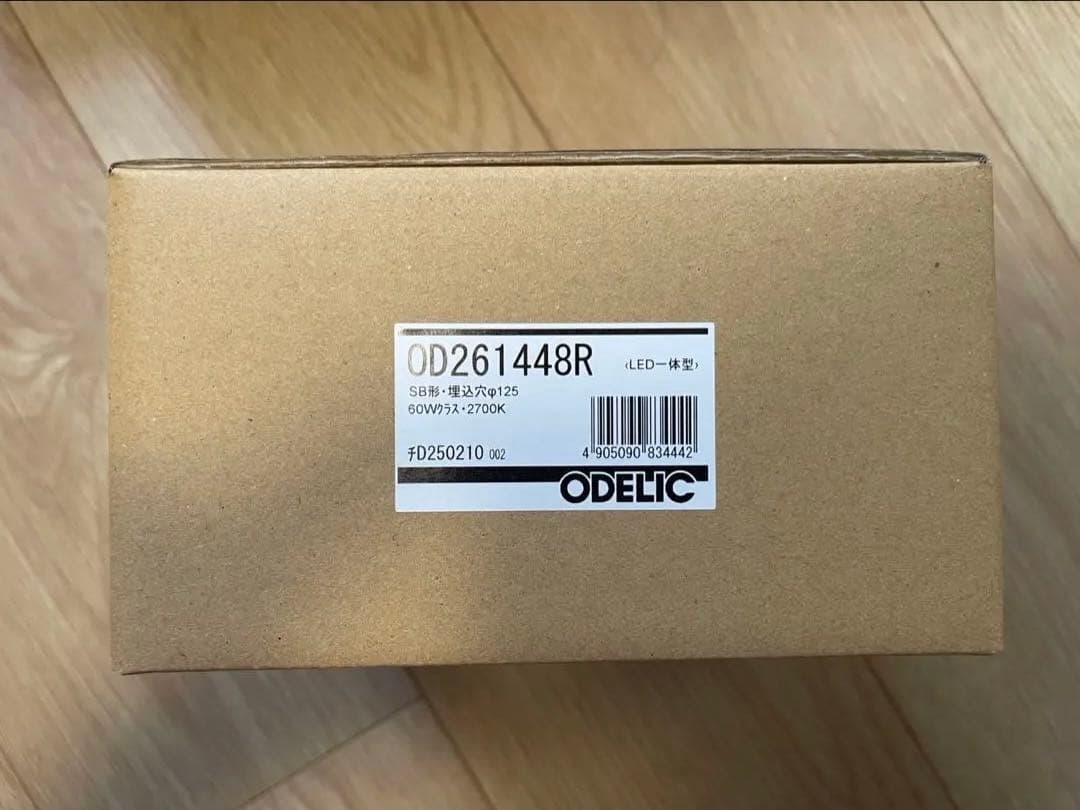 OD261448R 〈LED一体型〉
SB形・埋込穴φ125
60Wクラス・2700K
チD250210 002
4 905090 834442
ODELIC